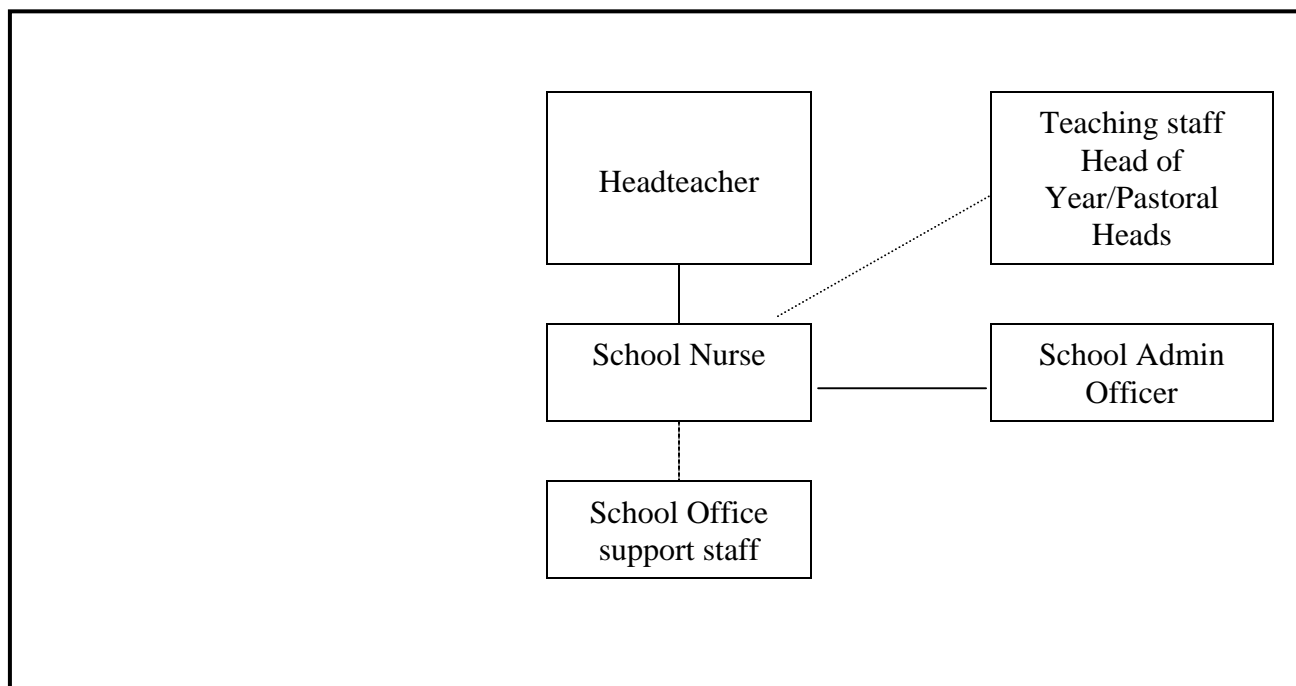 Headteacher
Teaching staff
Head of
Year/Pastoral
Heads
School Nurse
School Admin
Officer
School Office
support staff